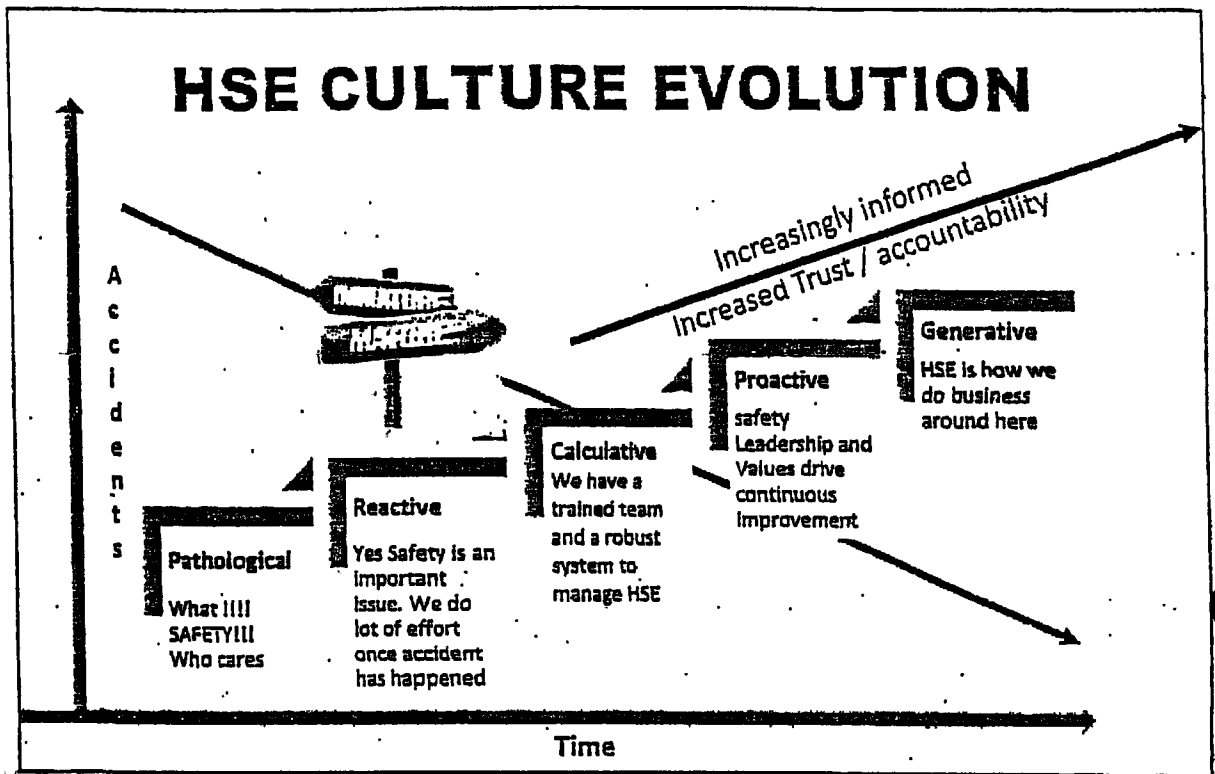 HSE CULTURE EVOLUTION
Increasingly informed
Increased Trust / accountability
Accidents
Generative
HSE is how we
do business
around here
Proactive
safety
Leadership and
Values drive
continuous
improvement
Calculative
We have a
trained team
and a robust
system to
manage HSE
Reactive
Yes Safety is an
important
issue. We do
lot of effort
once accident
has happened
Pathological
What !!!!
SAFETY!!!
Who cares
Time